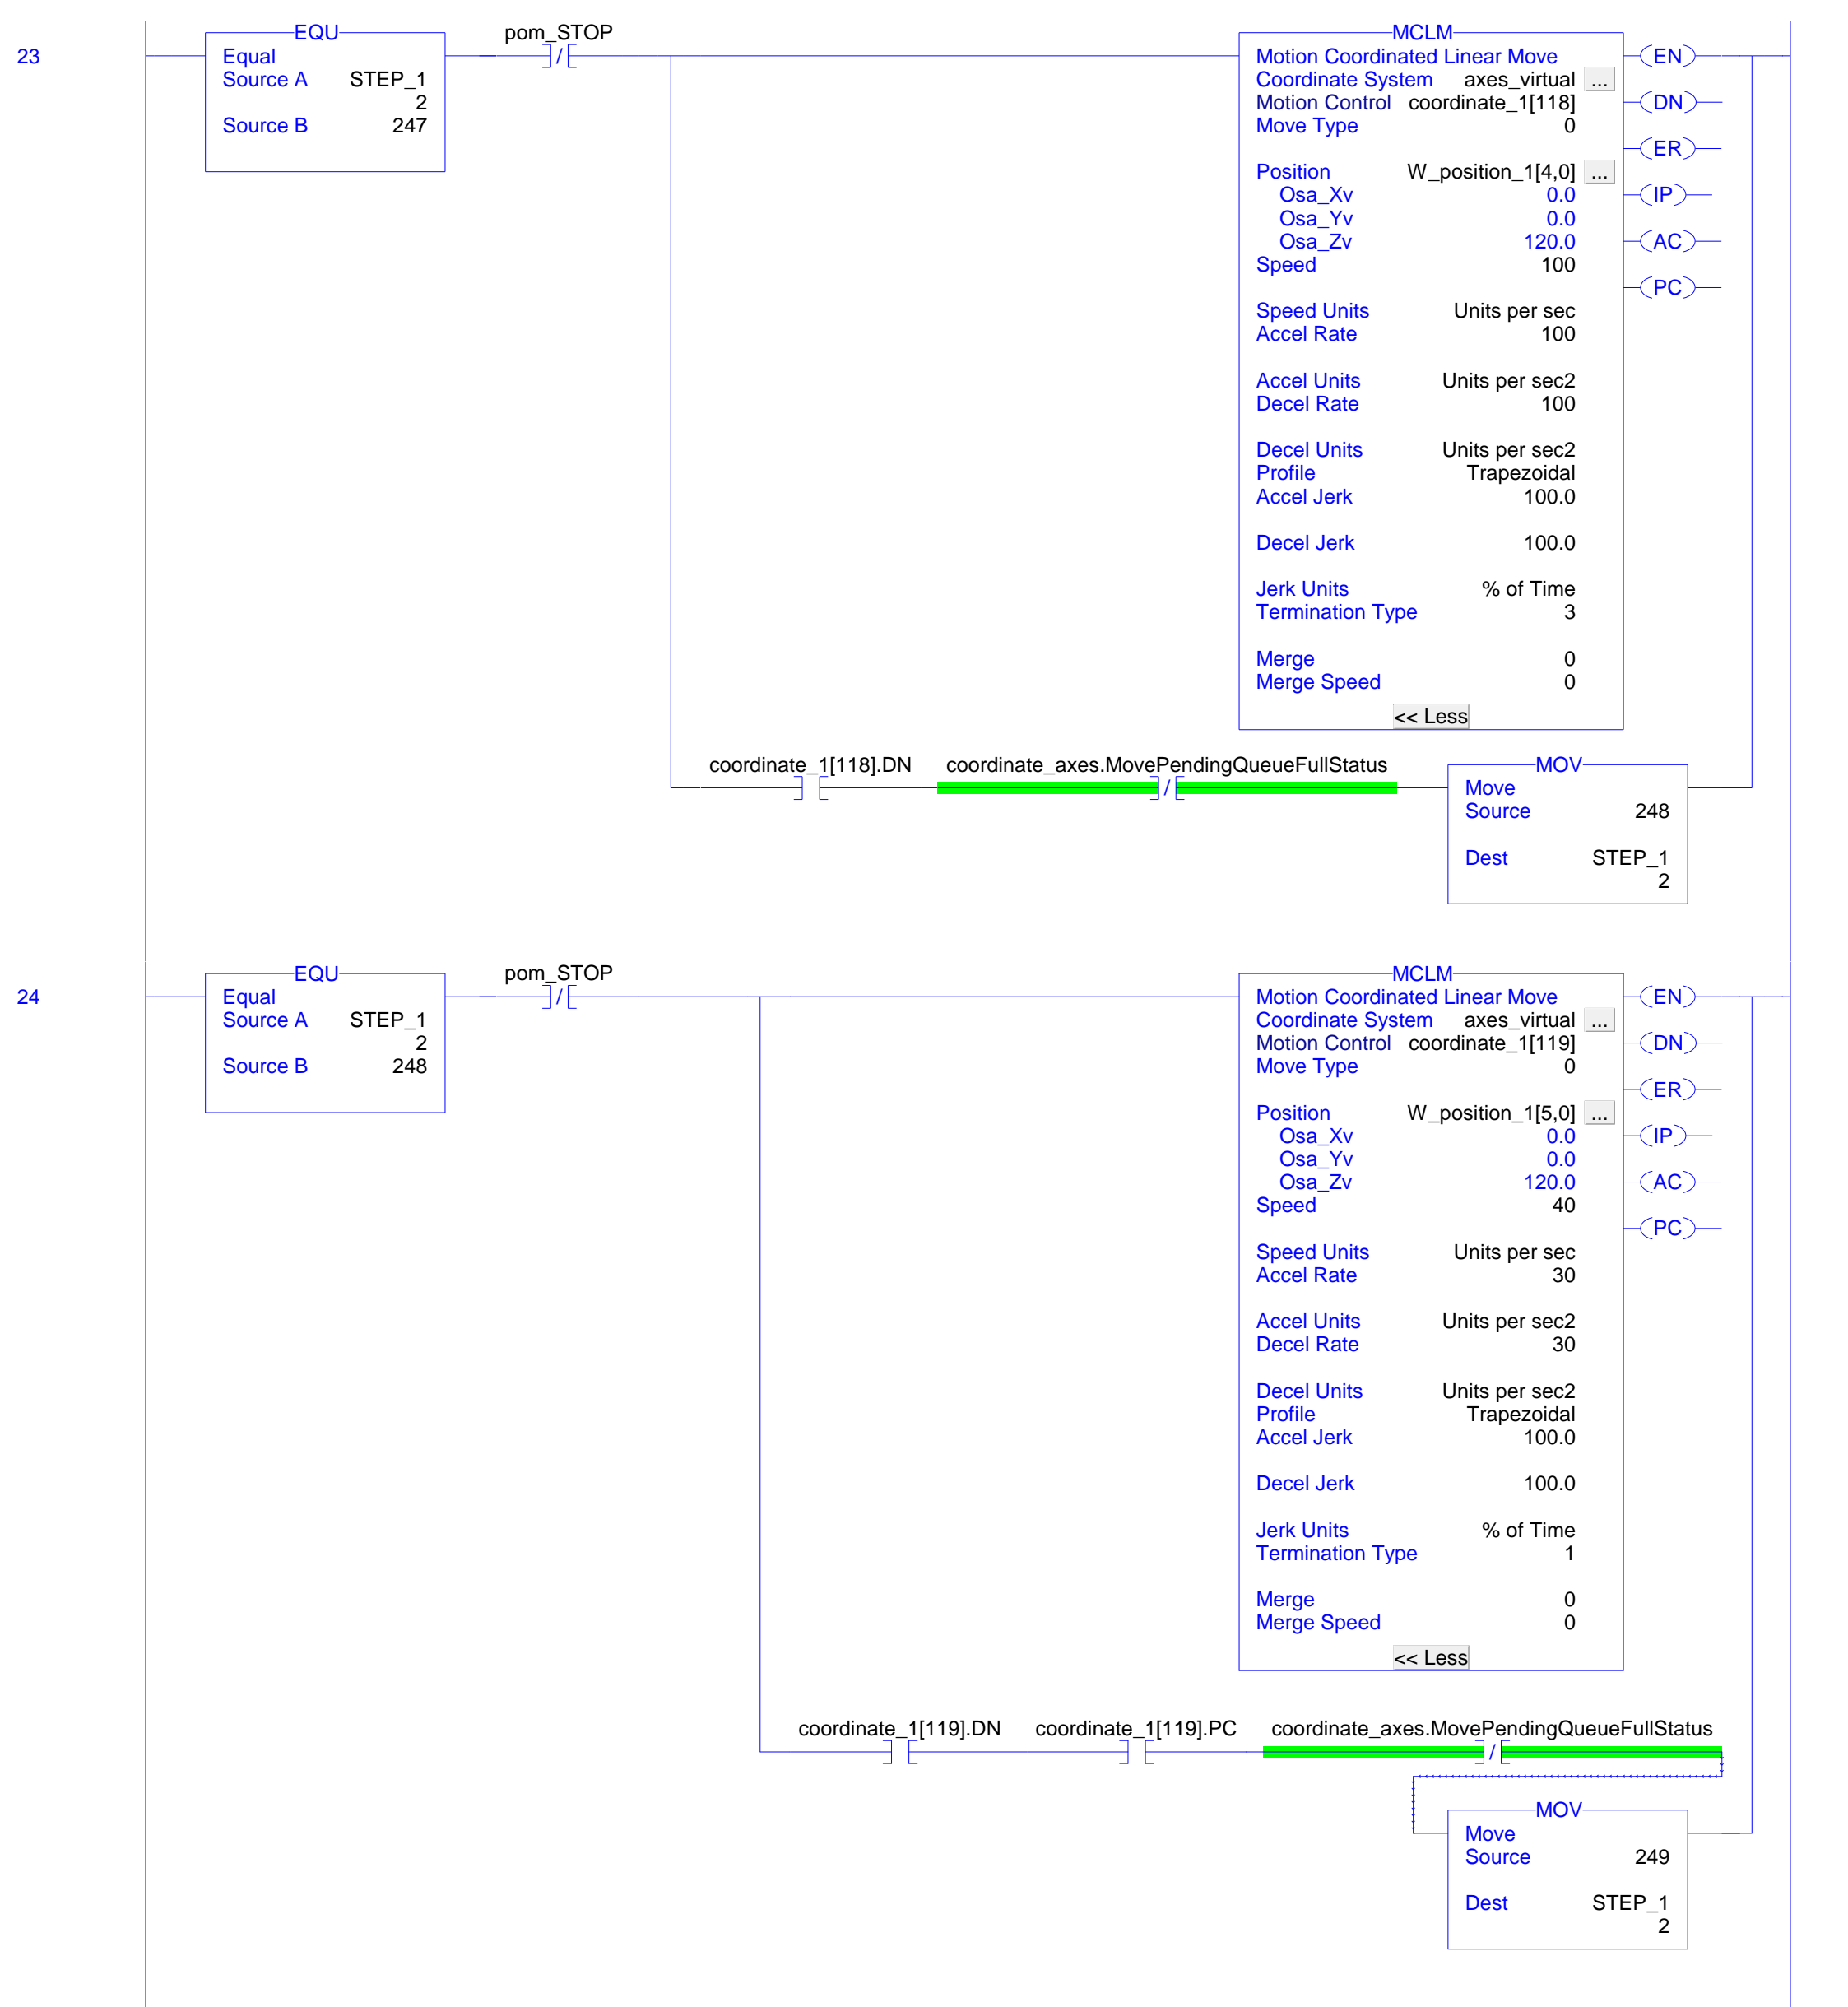 23
EQU
Equal
Source A STEP_1
2
Source B 247
pom_STOP
MCLM
Motion Coordinated Linear Move
Coordinate System axes_virtual ...
Motion Control coordinate_1[118]
Move Type 0
Position W_position_1[4,0] ...
Osa_Xv 0.0
Osa_Yv 0.0
Osa_Zv 120.0
Speed 100
Speed Units Units per sec
Accel Rate 100
Accel Units Units per sec2
Decel Rate 100
Decel Units Units per sec2
Profile Trapezoidal
Accel Jerk 100.0
Decel Jerk 100.0
Jerk Units % of Time
Termination Type 3
Merge 0
Merge Speed 0
<< Less
EN
DN
ER
IP
AC
PC
coordinate_1[118].DN
coordinate_axes.MovePendingQueueFullStatus
/
MOV
Move
Source 248
Dest STEP_1
2
24
EQU
Equal
Source A STEP_1
2
Source B 248
pom_STOP
MCLM
Motion Coordinated Linear Move
Coordinate System axes_virtual ...
Motion Control coordinate_1[119]
Move Type 0
Position W_position_1[5,0] ...
Osa_Xv 0.0
Osa_Yv 0.0
Osa_Zv 120.0
Speed 40
Speed Units Units per sec
Accel Rate 30
Accel Units Units per sec2
Decel Rate 30
Decel Units Units per sec2
Profile Trapezoidal
Accel Jerk 100.0
Decel Jerk 100.0
Jerk Units % of Time
Termination Type 1
Merge 0
Merge Speed 0
<< Less
EN
DN
ER
IP
AC
PC
coordinate_1[119].DN
coordinate_1[119].PC
coordinate_axes.MovePendingQueueFullStatus
/
MOV
Move
Source 249
Dest STEP_1
2